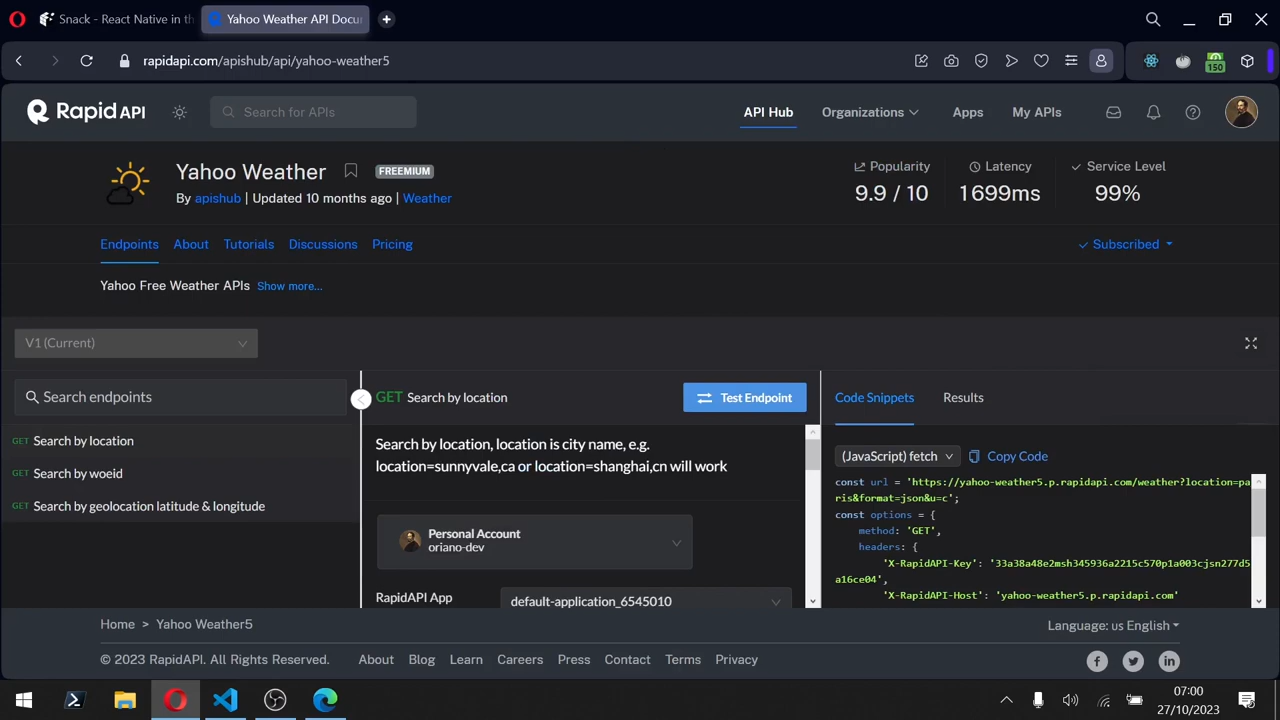 Snack - React Native in th
Yahoo Weather API Docu
rapidapi.com/apishub/api/yahoo-weather5
150
Rapid API
Search for APIs
API Hub
Organizations
Apps
My APIs
Yahoo Weather
FREEMIUM
By apishub | Updated 10 months ago | Weather
Popularity
9.9 / 10
Latency
1699ms
Service Level
99%
Endpoints
About
Tutorials
Discussions
Pricing
Subscribed
Yahoo Free Weather APIs Show more...
V1 (Current)
Search endpoints
GET Search by location
GET Search by woeid
GET Search by geolocation latitude & longitude
GET Search by location
Test Endpoint
Search by location, location is city name, e.g.
location=sunnyvale,ca or location=shanghai,cn will work
Personal Account
oriano-dev
RapidAPI App
default-application_6545010
Code Snippets
Results
(JavaScript) fetch
Copy Code
const url = 'https://yahoo-weather5.p.rapidapi.com/weather?location=pa
ris&format=json&u=c';
const options = {
method: 'GET',
headers: {
'X-RapidAPI-Key': '33a38a48e2msh345936a2215c570p1a003cjsn277d5
a16ce04',
'X-RapidAPI-Host': 'yahoo-weather5.p.rapidapi.com'
Home > Yahoo Weather5
Language: us English
© 2023 RapidAPI. All Rights Reserved.
About
Blog
Learn
Careers
Press
Contact
Terms
Privacy
07:00
27/10/2023